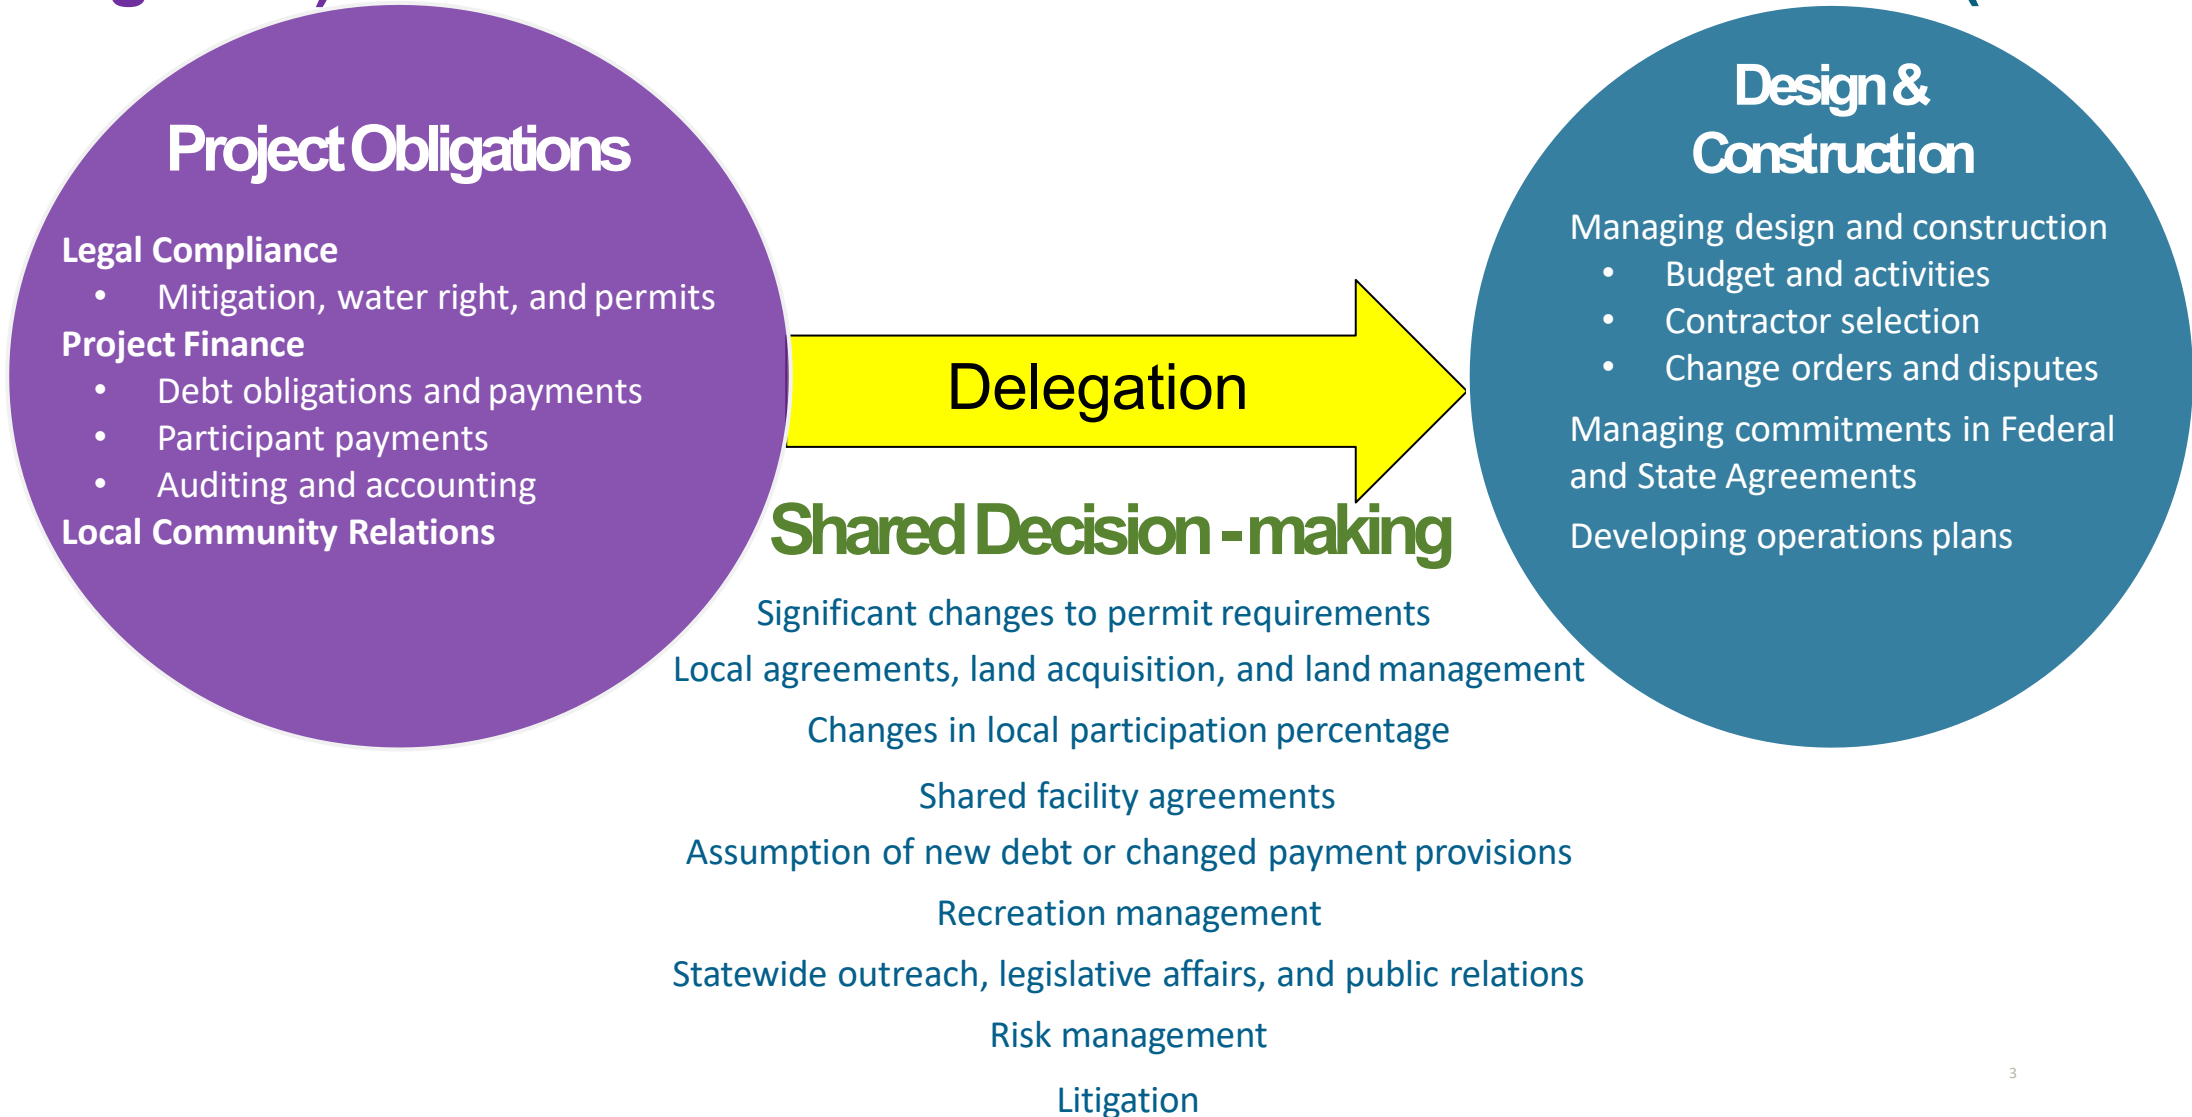 Project Obligations
Legal Compliance
• Mitigation, water right, and permits
Project Finance
• Debt obligations and payments
• Participant payments
• Auditing and accounting
Local Community Relations
Delegation
Design &
Construction
Managing design and construction
• Budget and activities
• Contractor selection
• Change orders and disputes
Managing commitments in Federal
and State Agreements
Developing operations plans
Shared Decision-making
Significant changes to permit requirements
Local agreements, land acquisition, and land management
Changes in local participation percentage
Shared facility agreements
Assumption of new debt or changed payment provisions
Recreation management
Statewide outreach, legislative affairs, and public relations
Risk management
Litigation
3